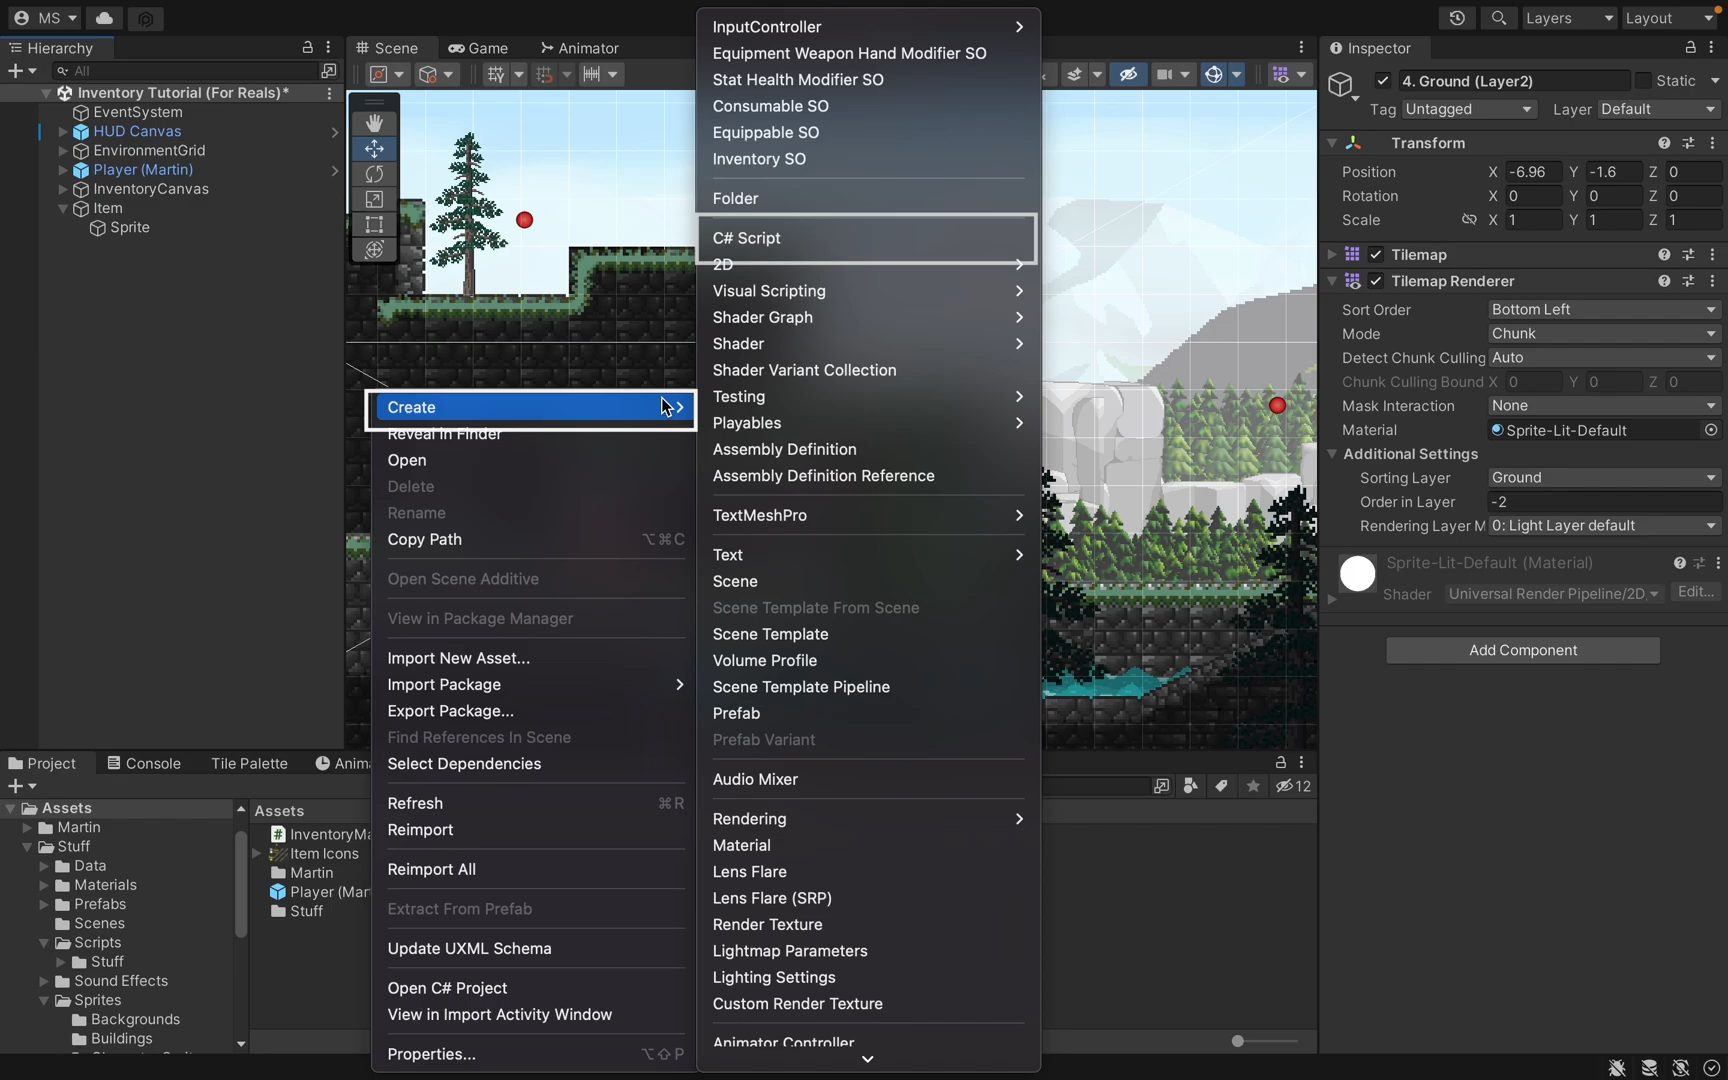 MS
Layers
Layout
Hierarchy
All
Inventory Tutorial (For Reals)*
EventSystem
HUD Canvas
EnvironmentGrid
Player (Martin)
InventoryCanvas
Item
Sprite
Scene
Game
Animator
InputController
Equipment Weapon Hand Modifier SO
Stat Health Modifier SO
Consumable SO
Equippable SO
Inventory SO
Folder
C# Script
2D
Visual Scripting
Shader Graph
Shader
Shader Variant Collection
Testing
Playables
Assembly Definition
Assembly Definition Reference
TextMeshPro
Text
Scene
Scene Template From Scene
Scene Template
Volume Profile
Scene Template Pipeline
Prefab
Prefab Variant
Audio Mixer
Rendering
Material
Lens Flare
Lens Flare (SRP)
Render Texture
Lightmap Parameters
Lighting Settings
Custom Render Texture
Animator Controller
Create
Reveal in Finder
Open
Delete
Rename
Copy Path ⌥⌘C
Open Scene Additive
View in Package Manager
Import New Asset...
Import Package
Export Package...
Find References In Scene
Select Dependencies
Refresh ⌘R
Reimport
Reimport All
Extract From Prefab
Update UXML Schema
Open C# Project
View in Import Activity Window
Properties... ⌥⇧P
Inspector
4. Ground (Layer2)
Static
Tag Untagged Layer Default
Transform
Position X -6.96 Y -1.6 Z 0
Rotation X 0 Y 0 Z 0
Scale X 1 Y 1 Z 1
Tilemap
Tilemap Renderer
Sort Order Bottom Left
Mode Chunk
Detect Chunk Culling Auto
Chunk Culling Bound X 0 Y 0 Z 0
Mask Interaction None
Material Sprite-Lit-Default
Additional Settings
Sorting Layer Ground
Order in Layer -2
Rendering Layer M 0: Light Layer default
Sprite-Lit-Default (Material)
Shader Universal Render Pipeline/2D Edit...
Add Component
Project
Console
Tile Palette
Anima
12
Assets
Martin
Stuff
Data
Materials
Prefabs
Scenes
Scripts
Stuff
Sound Effects
Sprites
Backgrounds
Buildings
Assets
InventoryMa
Item Icons
Martin
Player (Mar
Stuff